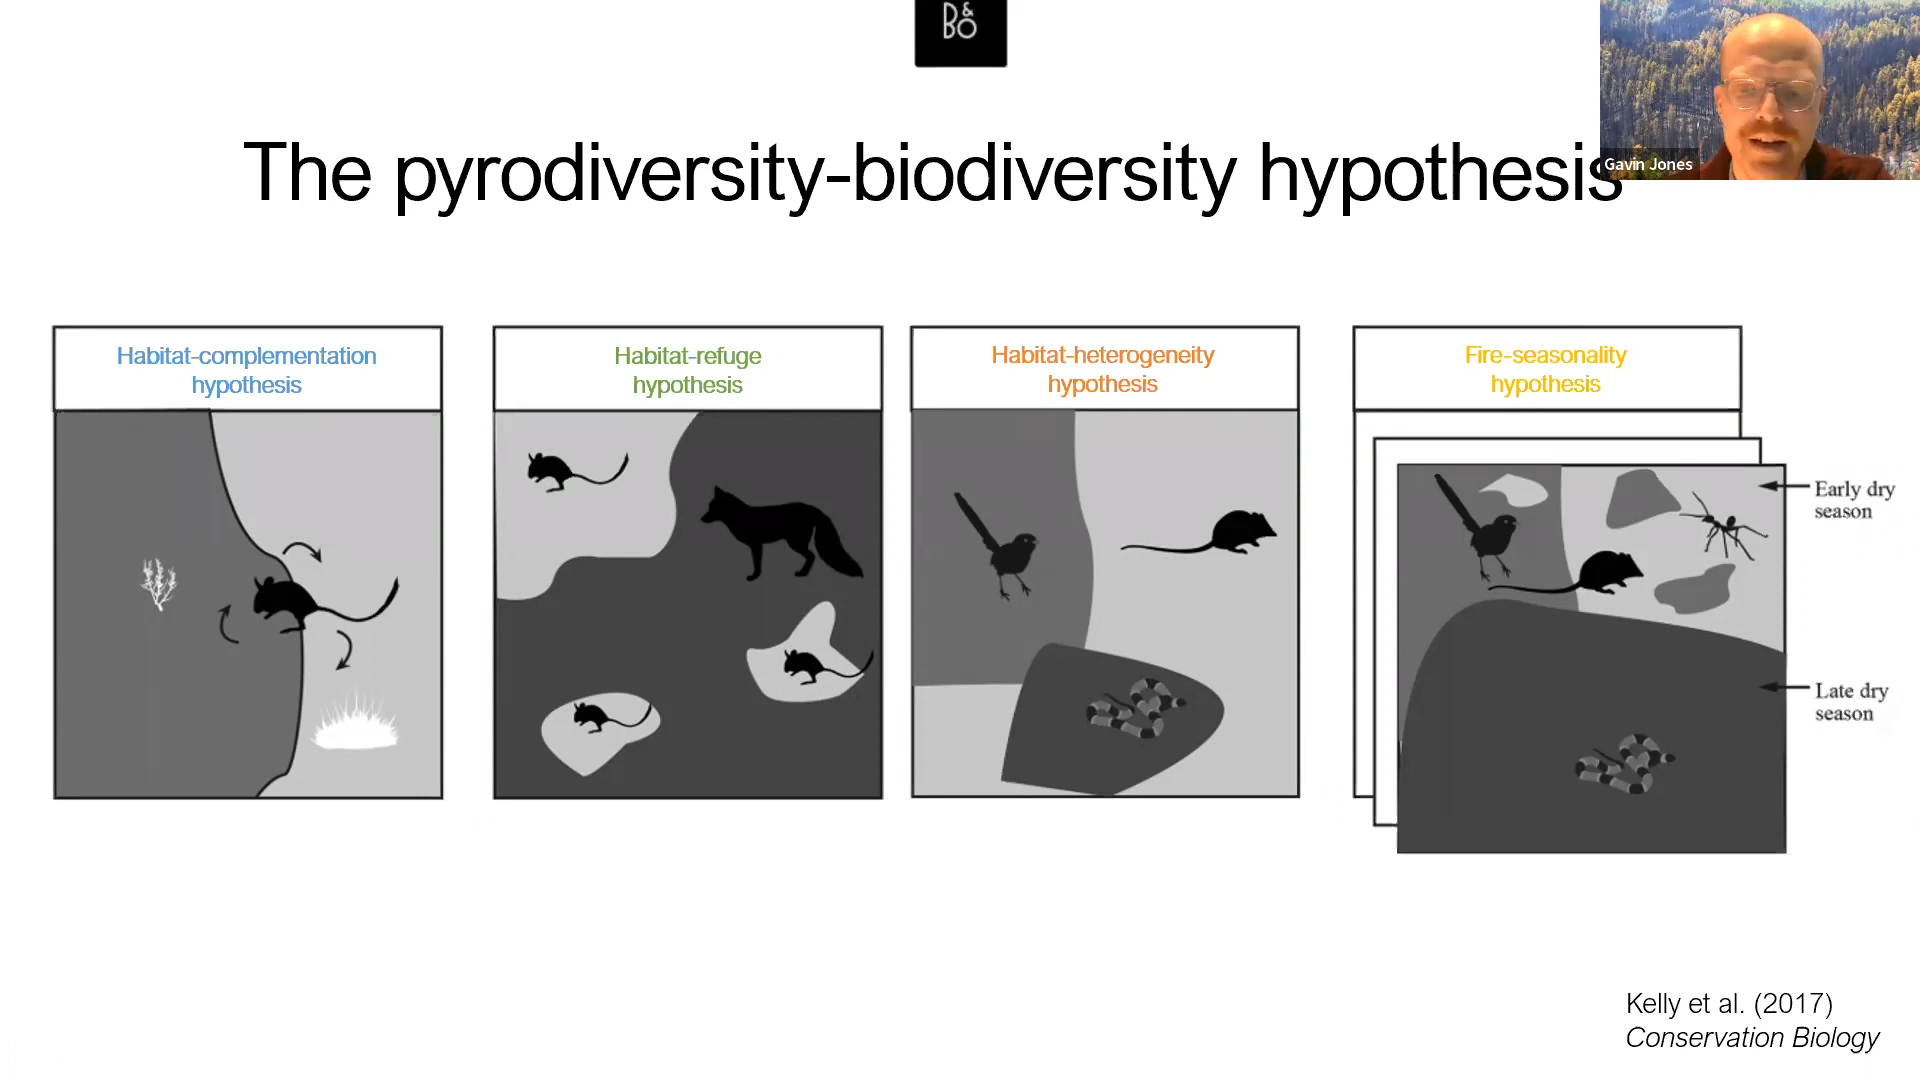 B&O
The pyrodiversity-biodiversity hypothesis
Gavin Jones
Habitat-complementation
hypothesis
Habitat-refuge
hypothesis
Habitat-heterogeneity
hypothesis
Fire-seasonality
hypothesis
Early dry
season
Late dry
season
Kelly et al. (2017)
Conservation Biology